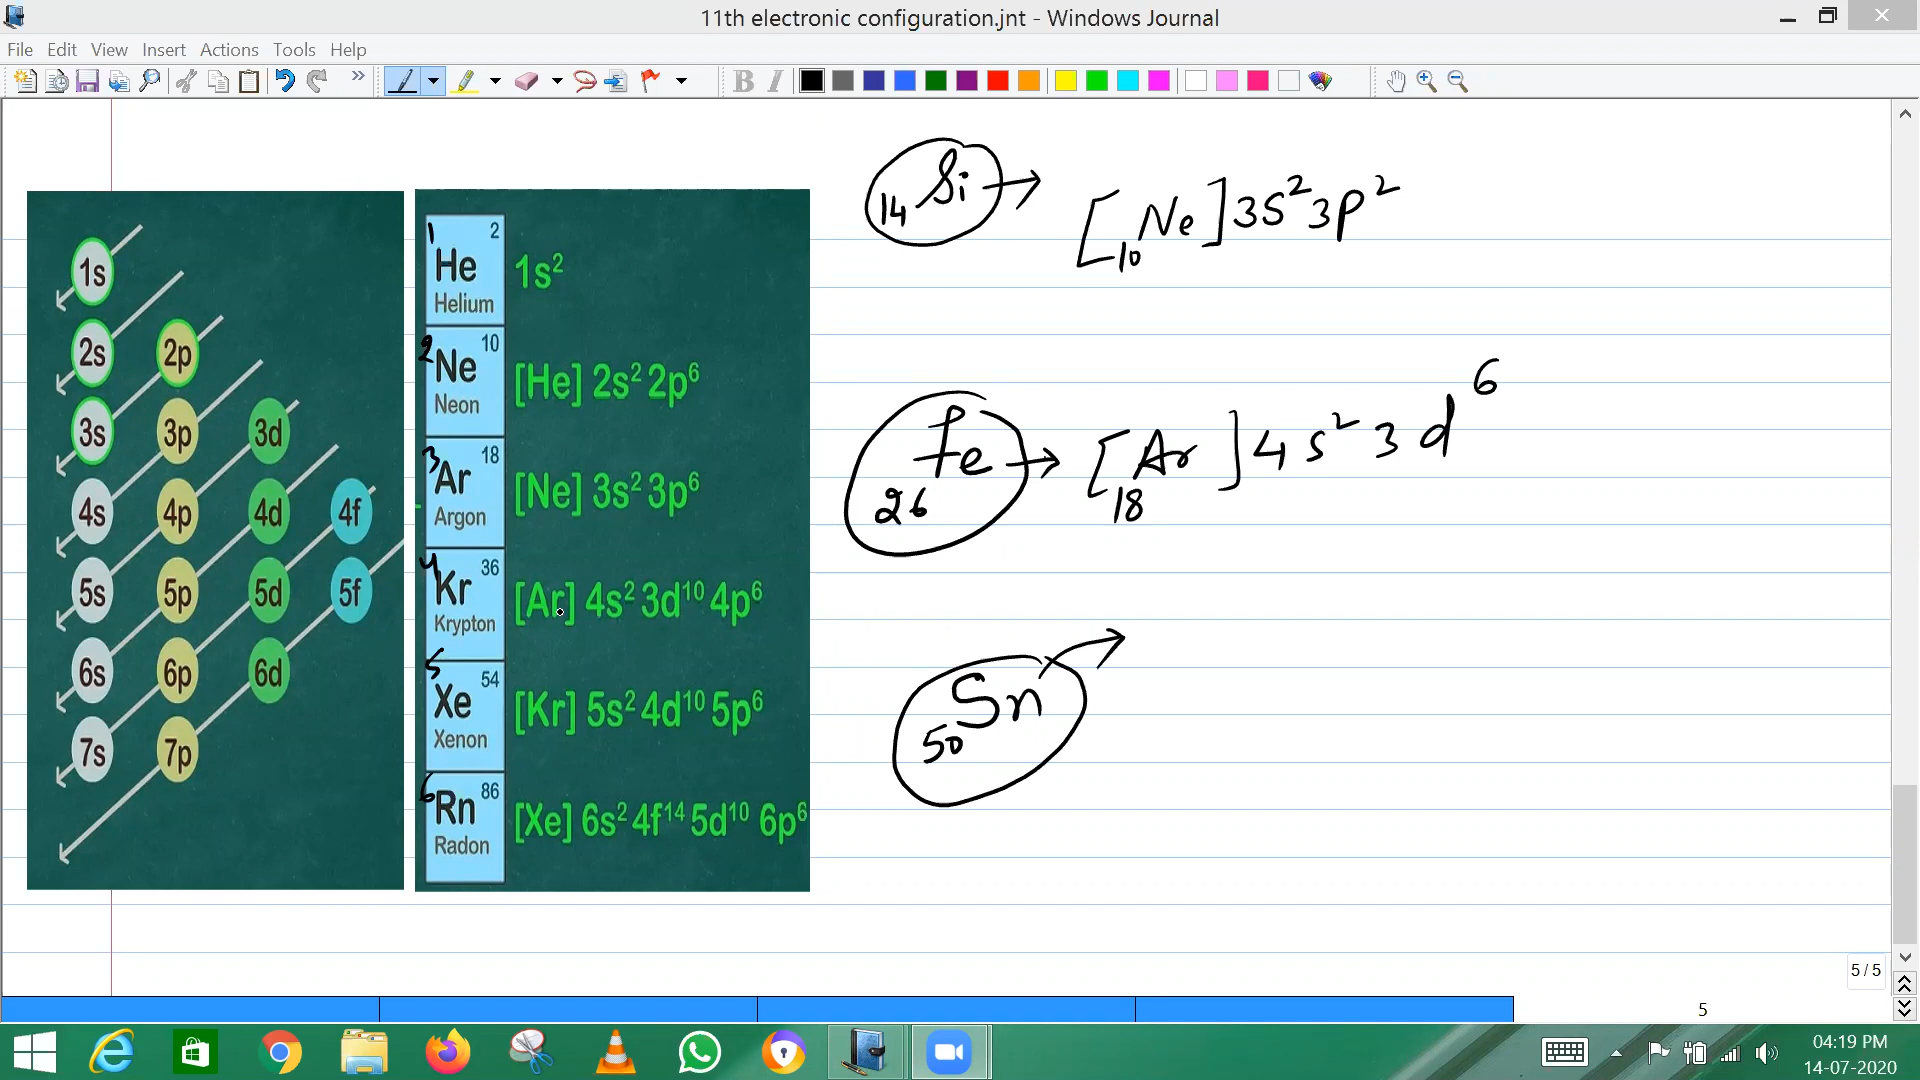 11th electronic configuration.jnt - Windows Journal
File Edit View Insert Actions Tools Help
B I
1s
2s 2p
3s 3p 3d
4s 4p 4d 4f
5s 5p 5d 5f
6s 6p 6d
7s 7p
1 2
He 1s²
Helium
2 10
Ne [He] 2s² 2p⁶
Neon
3 18
Ar [Ne] 3s² 3p⁶
Argon
4 36
Kr [Ar] 4s² 3d¹⁰ 4p⁶
Krypton
5 54
Xe [Kr] 5s² 4d¹⁰ 5p⁶
Xenon
6 86
Rn [Xe] 6s² 4f¹⁴ 5d¹⁰ 6p⁶
Radon
₁₄Si → [₁₀Ne] 3s² 3p²
₂₆Fe → [₁₈Ar] 4s² 3d⁶
₅₀Sn →
5 / 5
5
04:19 PM
14-07-2020